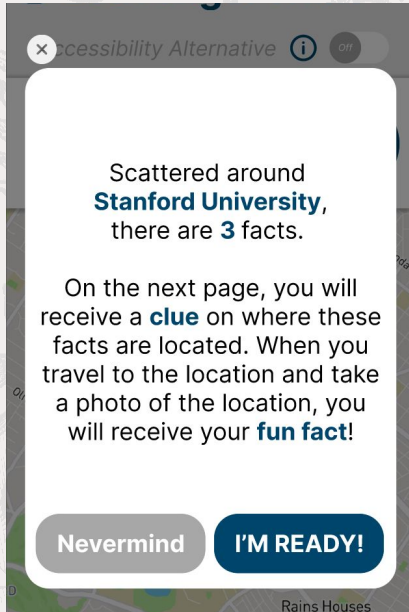 ccessibility Alternative i Off
Scattered around
Stanford University,
there are 3 facts.
On the next page, you will
receive a clue on where these
facts are located. When you
travel to the location and take
a photo of the location, you
will receive your fun fact!
Nevermind I'M READY!
Rains Houses